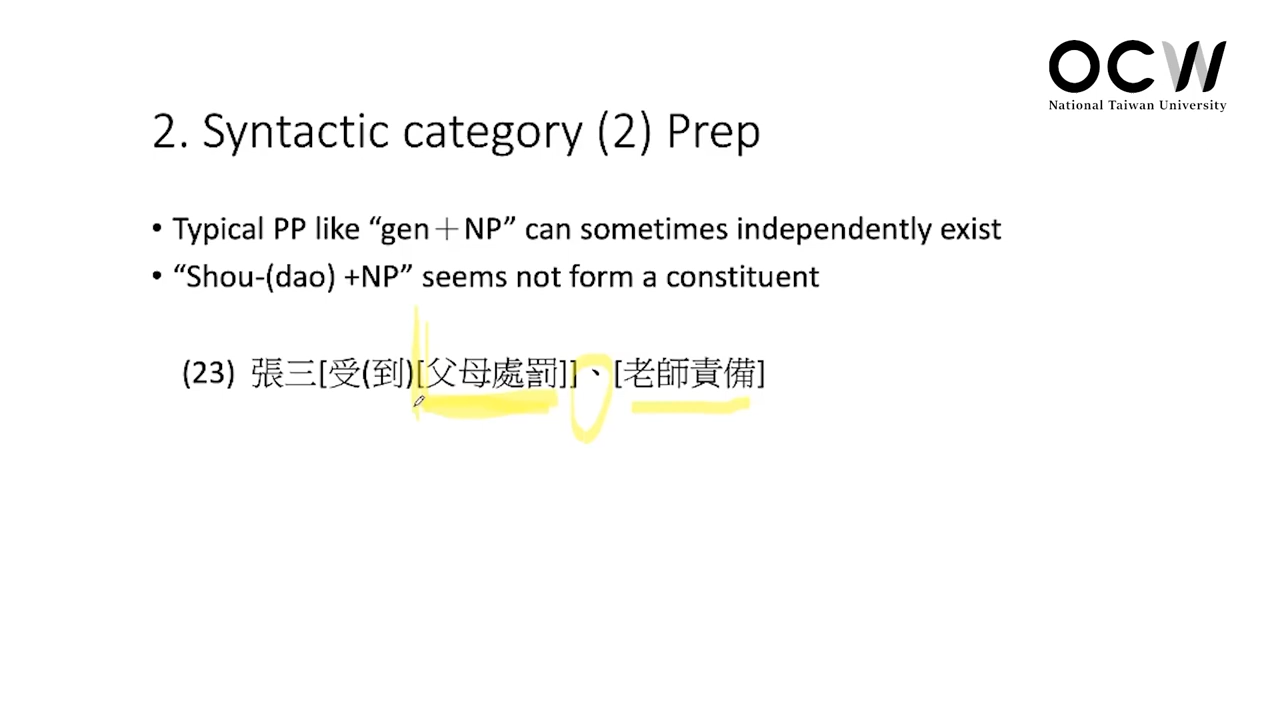 OCW
National Taiwan University
2. Syntactic category (2) Prep
• Typical PP like “gen＋NP” can sometimes independently exist
• “Shou-(dao) +NP” seems not form a constituent
(23) 張三[受(到)[父母處罰]]、[老師責備]